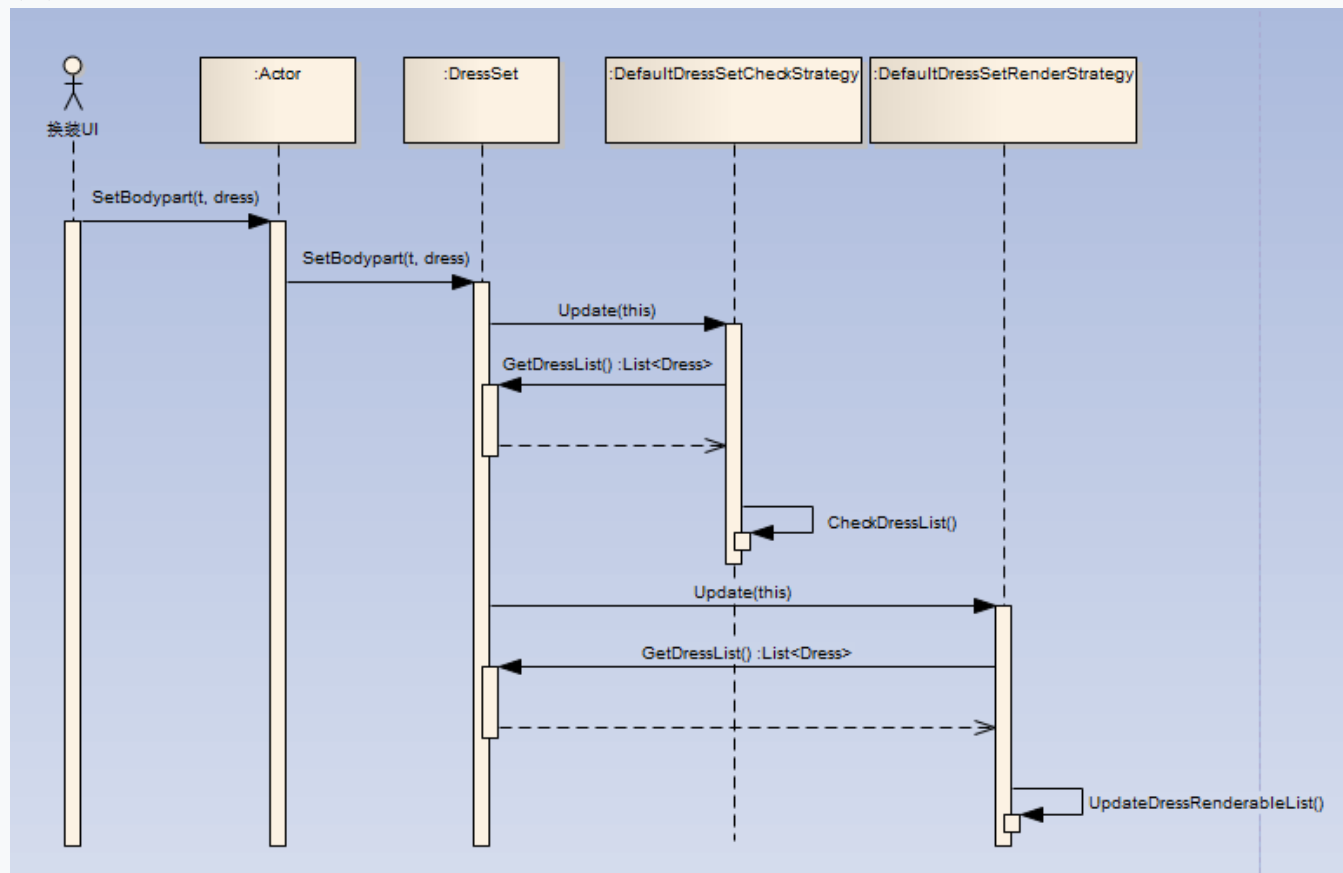 :Actor
:DressSet
:DefaultDressSetCheckStrategy
:DefaultDressSetRenderStrategy
换装UI
SetBodypart(t, dress)
SetBodypart(t, dress)
Update(this)
GetDressList() :List<Dress>
CheckDressList()
Update(this)
GetDressList() :List<Dress>
UpdateDressRenderableList()